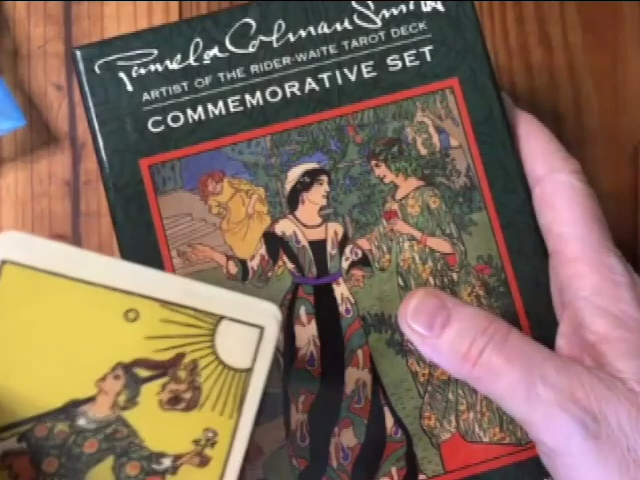 Pamela Colman Smith
ARTIST OF THE RIDER-WAITE TAROT DECK
COMMEMORATIVE SET